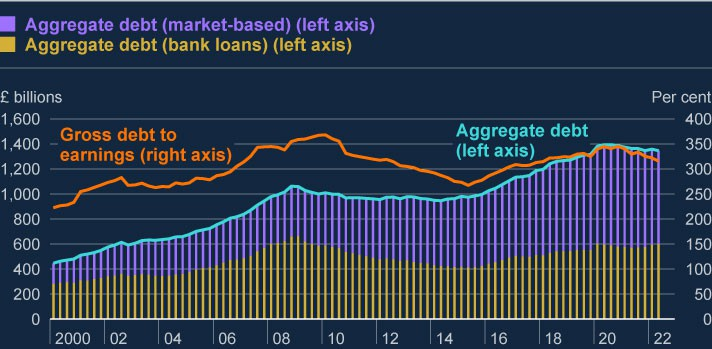 Aggregate debt (market-based) (left axis)
Aggregate debt (bank loans) (left axis)
£ billions
Per cent
1,600
1,400
1,200
1,000
800
600
400
200
0
Gross debt to
earnings (right axis)
Aggregate debt
(left axis)
400
350
300
250
200
150
100
50
0
2000 02 04 06 08 10 12 14 16 18 20 22